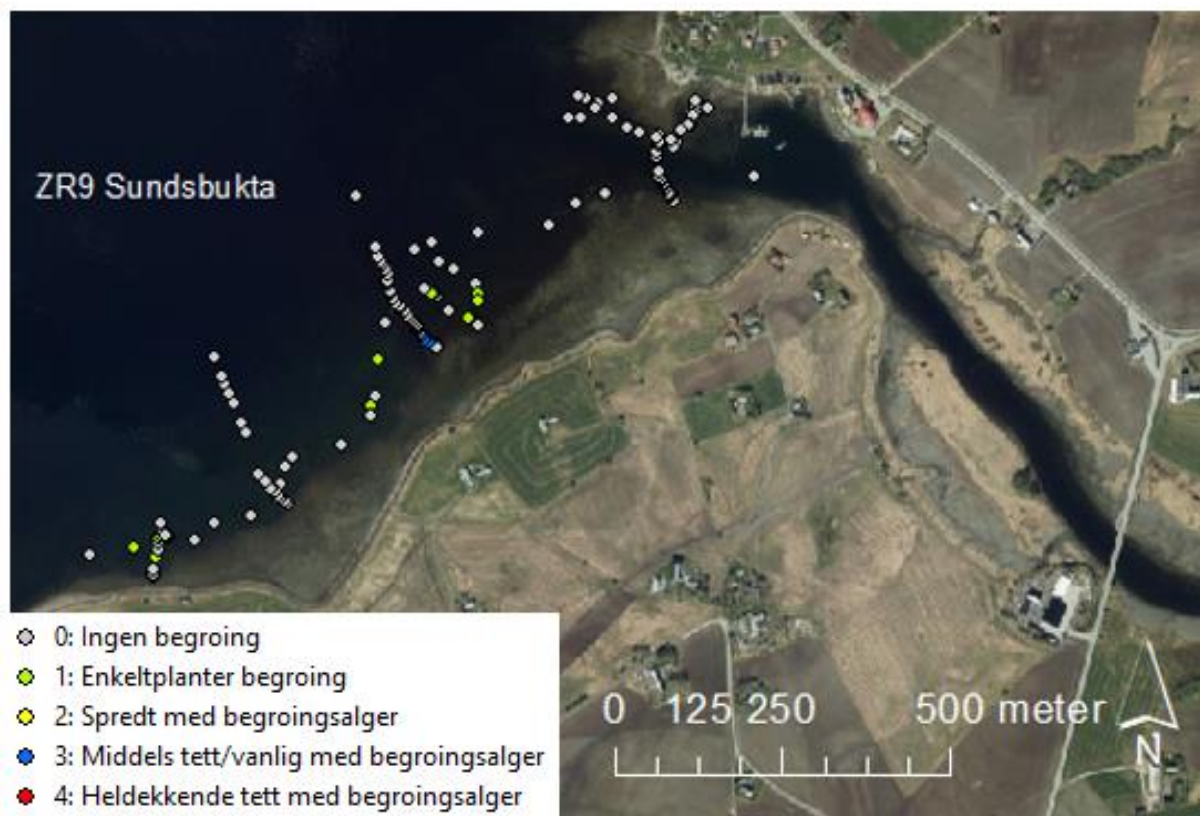 ZR9 Sundsbukta
0: Ingen begroing
1: Enkeltplanter begroing
2: Spredt med begroingsalger
3: Middels tett/vanlig med begroingsalger
4: Heldekkende tett med begroingsalger
0 125 250 500 meter
N